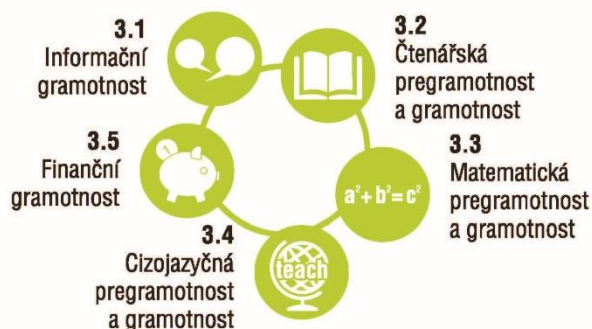 3.1
Informační
gramotnost
3.2
Čtenářská
pregramotnost
a gramotnost
3.3
Matematická
pregramotnost
a gramotnost
a²+b²=c²
3.4
Cizojazyčná
pregramotnost
a gramotnost
teach
3.5
Finanční
gramotnost
1